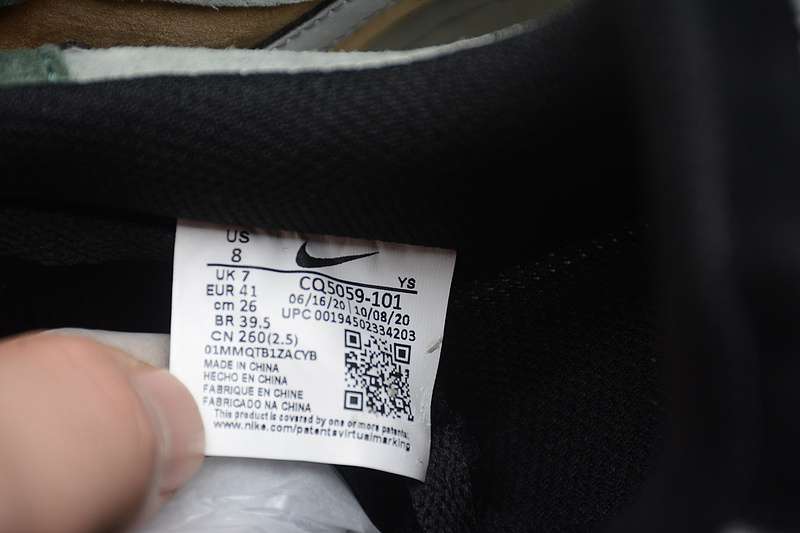 US
8
YS
UK 7
EUR 41
cm 26
BR 39.5
CN 260(2.5)
CQ5059-101
06/16/20 10/08/20
UPC 00194502334203
01MMQTB1ZACYB
MADE IN CHINA
HECHO EN CHINA
FABRIQUE EN CHINE
FABRICADO NA CHINA
This product is covered by one or more patents:
www.nike.com/patentsvirtualmarking